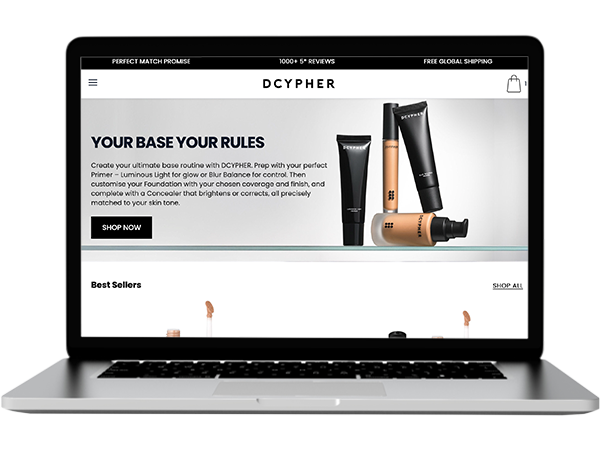 PERFECT MATCH PROMISE
1000+ 5* REVIEWS
FREE GLOBAL SHIPPING
DCYPHER
YOUR BASE YOUR RULES
Create your ultimate base routine with DCYPHER. Prep with your perfect
Primer – Luminous Light for glow or Blur Balance for control. Then
customise your Foundation with your chosen coverage and finish, and
complete with a Concealer that brightens or corrects, all precisely
matched to your skin tone.
SHOP NOW
DCYPHER
DCYPHER
DCYPHER
Best Sellers
SHOP ALL